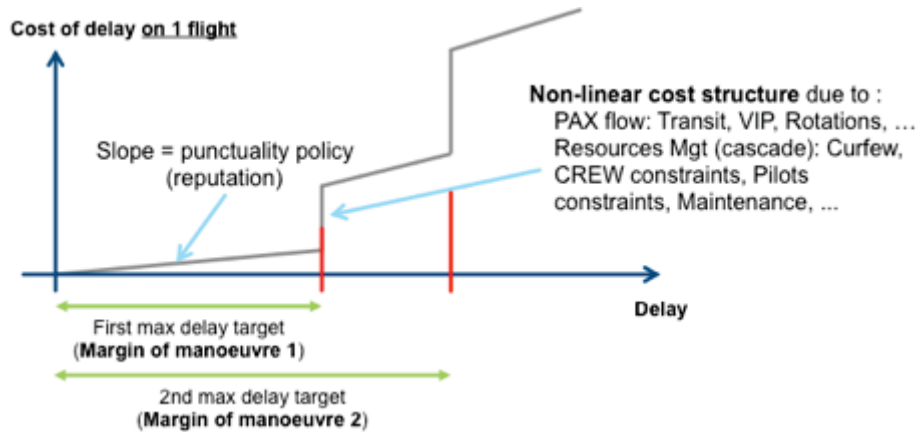 Cost of delay on 1 flight
Non-linear cost structure due to :
PAX flow: Transit, VIP, Rotations, ...
Resources Mgt (cascade): Curfew,
CREW constraints, Pilots
constraints, Maintenance, ...
Slope = punctuality policy
(reputation)
Delay
First max delay target
(Margin of manoeuvre 1)
2nd max delay target
(Margin of manoeuvre 2)